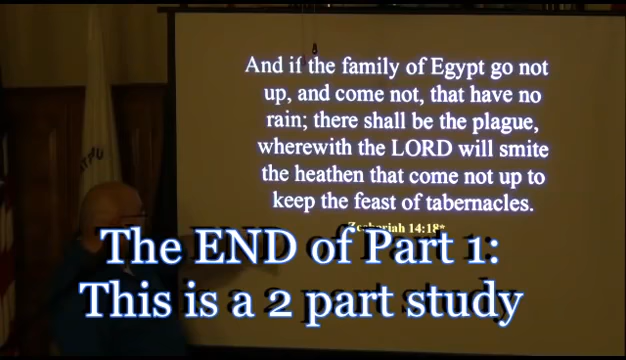 And if the family of Egypt go not
up, and come not, that have no
rain; there shall be the plague,
wherewith the LORD will smite
the heathen that come not up to
keep the feast of tabernacles.
Zechariah 14:18*
The END of Part 1:
This is a 2 part study